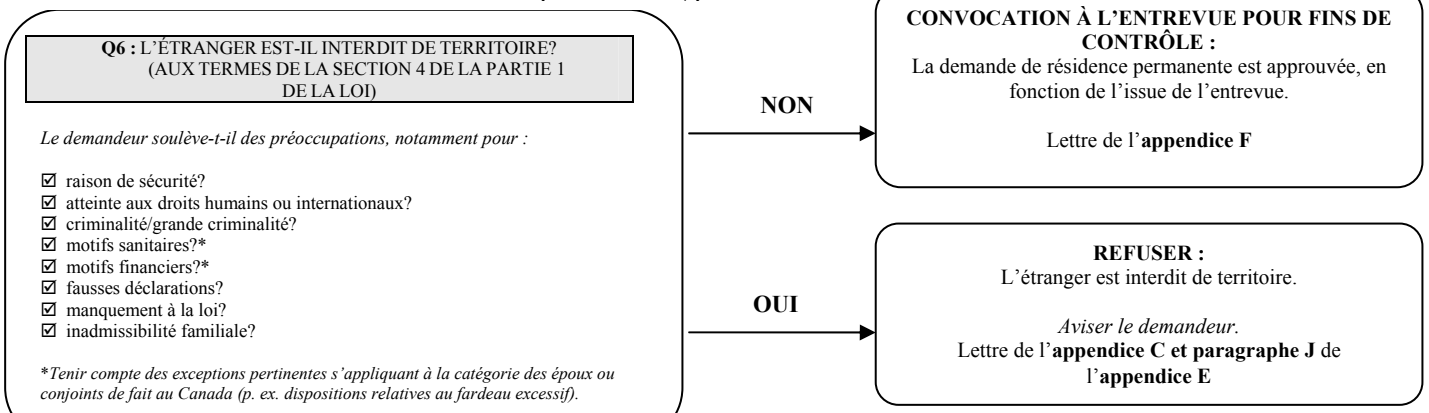 Q6 : L'ÉTRANGER EST-IL INTERDIT DE TERRITOIRE?
(AUX TERMES DE LA SECTION 4 DE LA PARTIE 1
DE LA LOI)
Le demandeur soulève-t-il des préoccupations, notamment pour :
☑ raison de sécurité?
☑ atteinte aux droits humains ou internationaux?
☑ criminalité/grande criminalité?
☑ motifs sanitaires?*
☑ motifs financiers?*
☑ fausses déclarations?
☑ manquement à la loi?
☑ inadmissibilité familiale?
*Tenir compte des exceptions pertinentes s'appliquant à la catégorie des époux ou
conjoints de fait au Canada (p. ex. dispositions relatives au fardeau excessif).
NON
CONVOCATION À L'ENTREVUE POUR FINS DE
CONTRÔLE :
La demande de résidence permanente est approuvée, en
fonction de l'issue de l'entrevue.
Lettre de l'appendice F
OUI
REFUSER :
L'étranger est interdit de territoire.
Aviser le demandeur.
Lettre de l'appendice C et paragraphe J de
l'appendice E